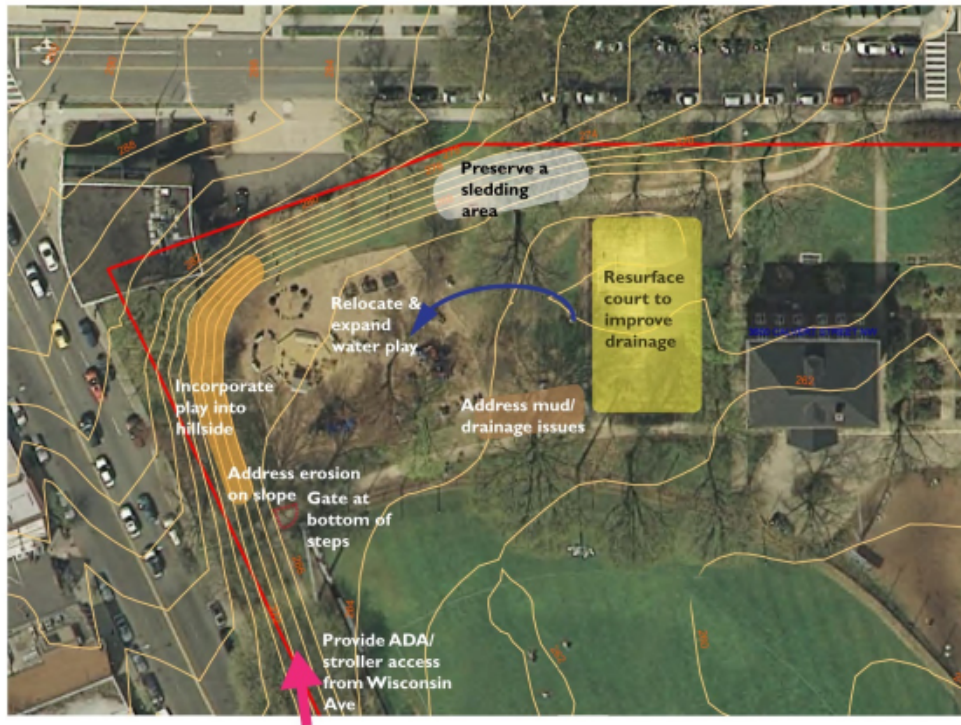 Preserve a
sledding
area
Resurface
court to
improve
drainage
Relocate &
expand
water play
Incorporate
play into
hillside
Address mud/
drainage issues
Address erosion
on slope
Gate at
bottom of
steps
Provide ADA/
stroller access
from Wisconsin
Ave
262